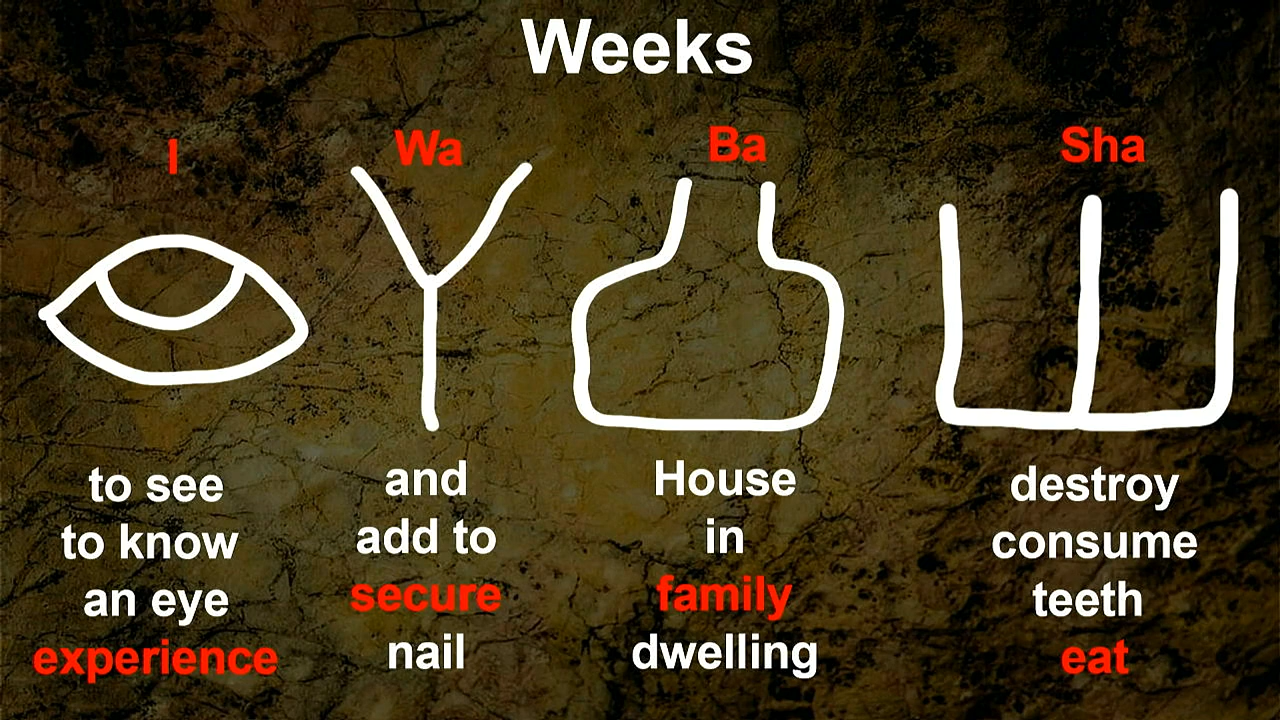 Weeks
I Wa Ba Sha
to see
to know
an eye
experience
and
add to
secure
nail
House
in
family
dwelling
destroy
consume
teeth
eat